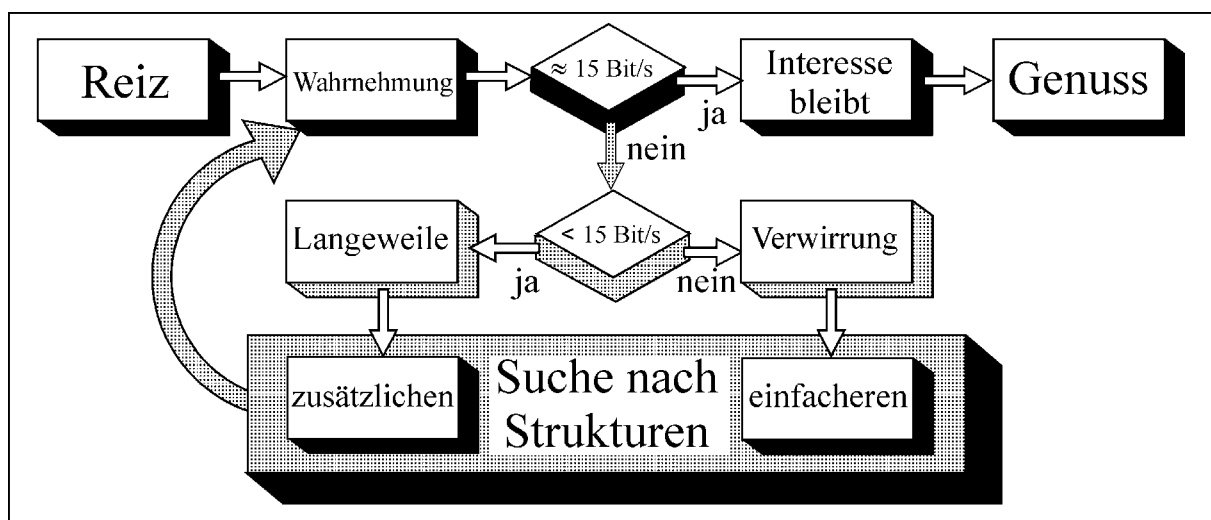 Reiz
Wahrnehmung
≈ 15 Bit/s
ja
Interesse
bleibt
Genuss
nein
Langeweile
ja
< 15 Bit/s
nein
Verwirrung
zusätzlichen
Suche nach
Strukturen
einfacheren